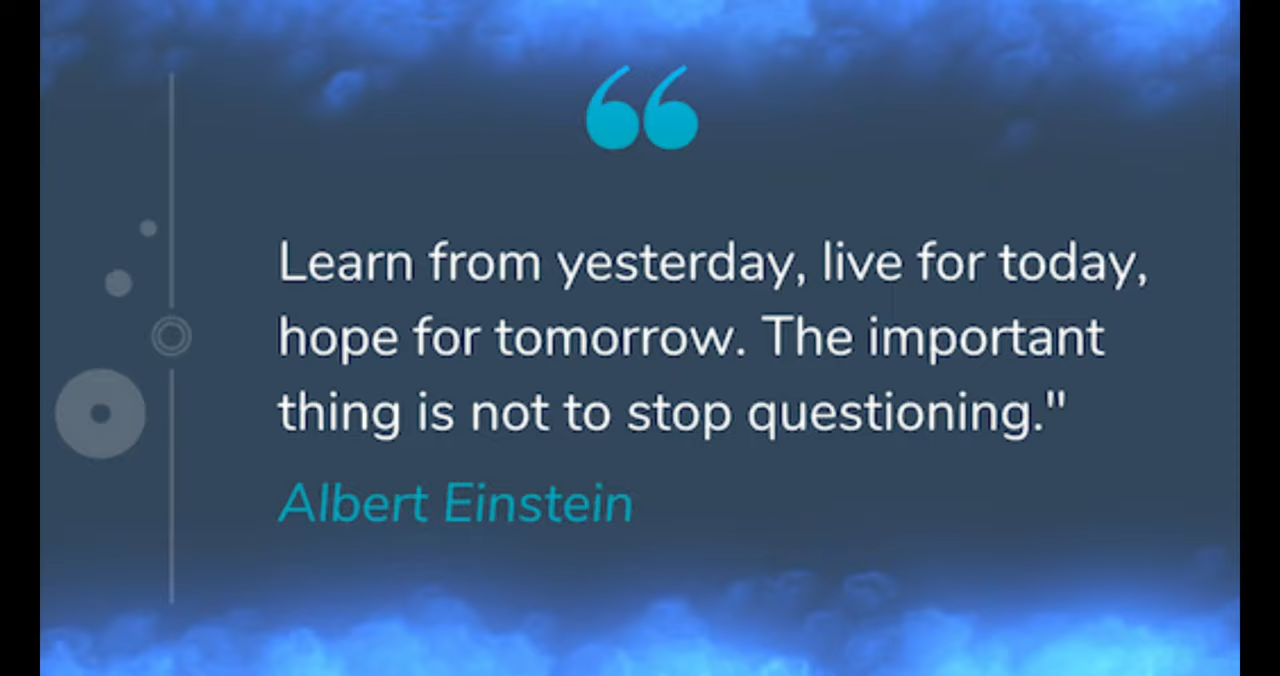 “
Learn from yesterday, live for today,
hope for tomorrow. The important
thing is not to stop questioning."
Albert Einstein